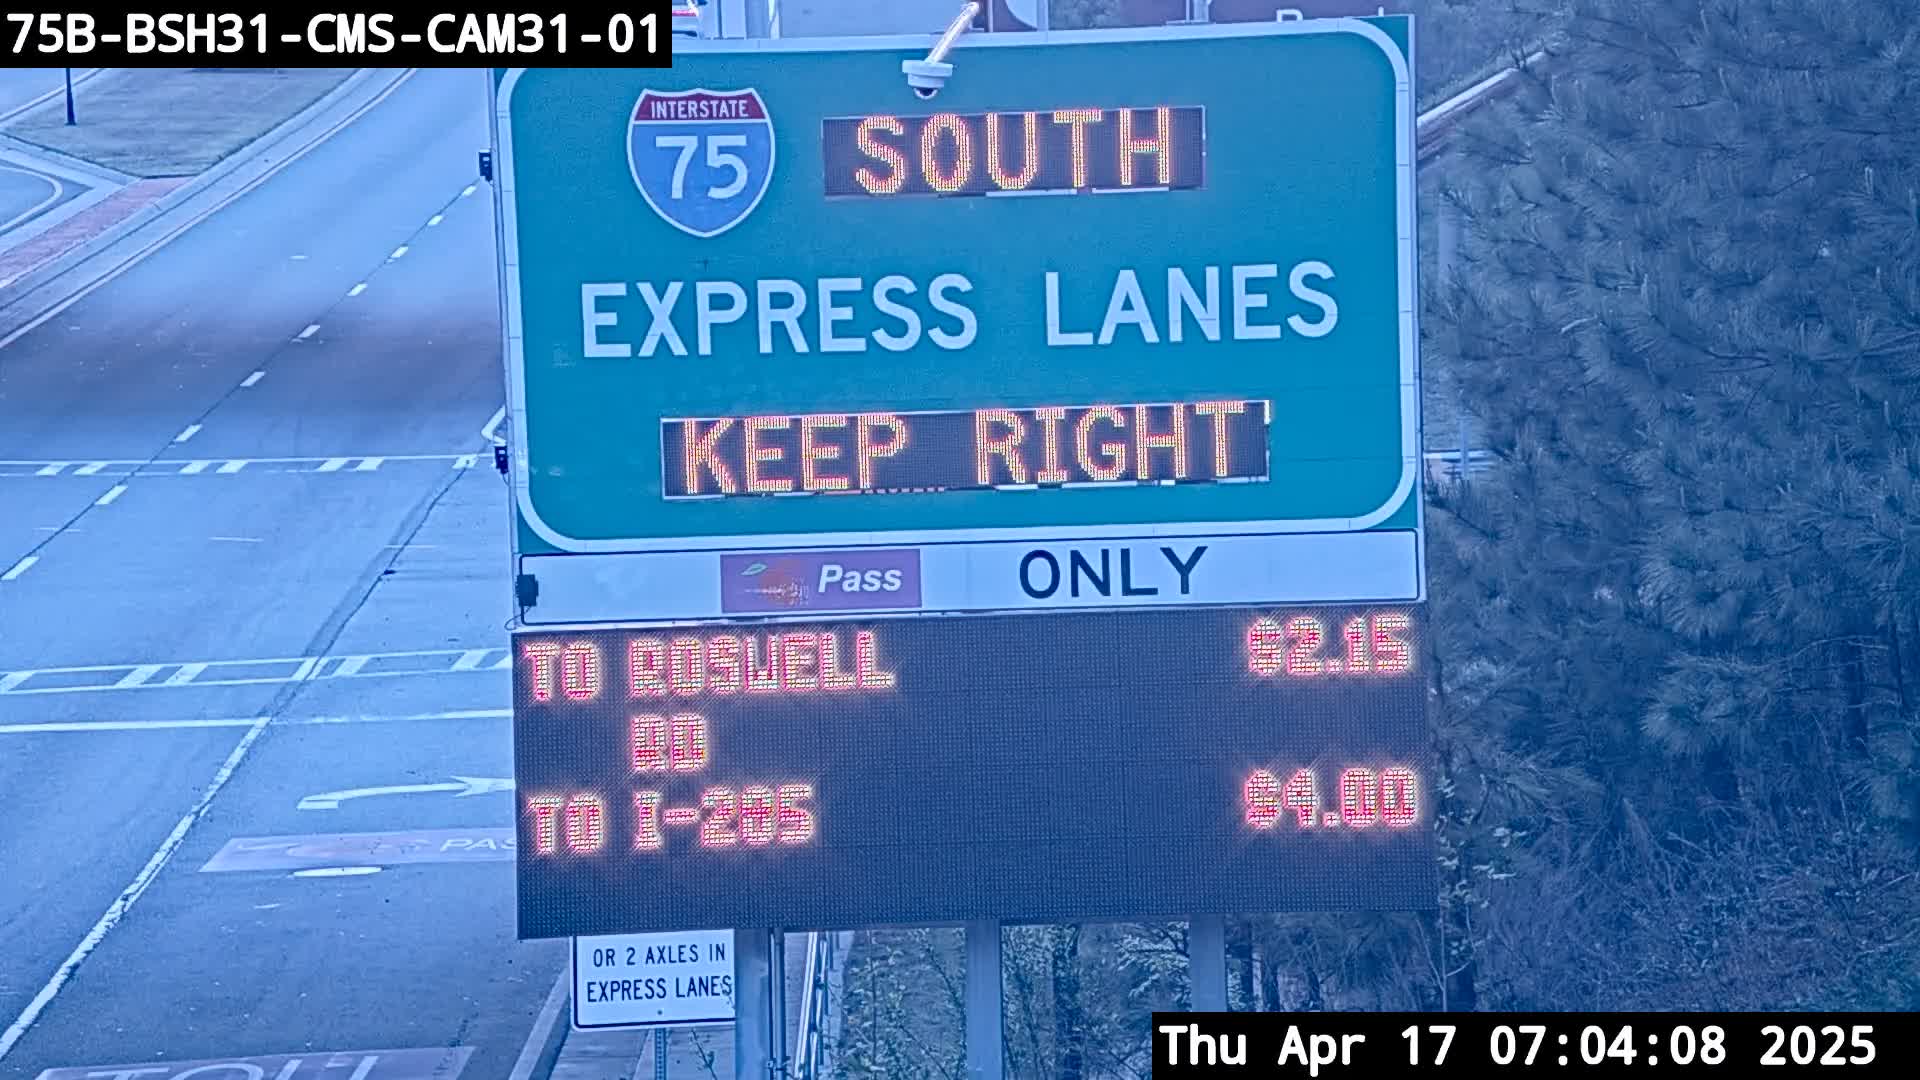 75B-BSH31-CMS-CAM31-01
INTERSTATE
75
SOUTH
EXPRESS LANES
KEEP RIGHT
Pass
ONLY
TO ROSWELL $2.15
RD
TO I-285 $4.00
OR 2 AXLES IN
EXPRESS LANES
Thu Apr 17 07:04:08 2025